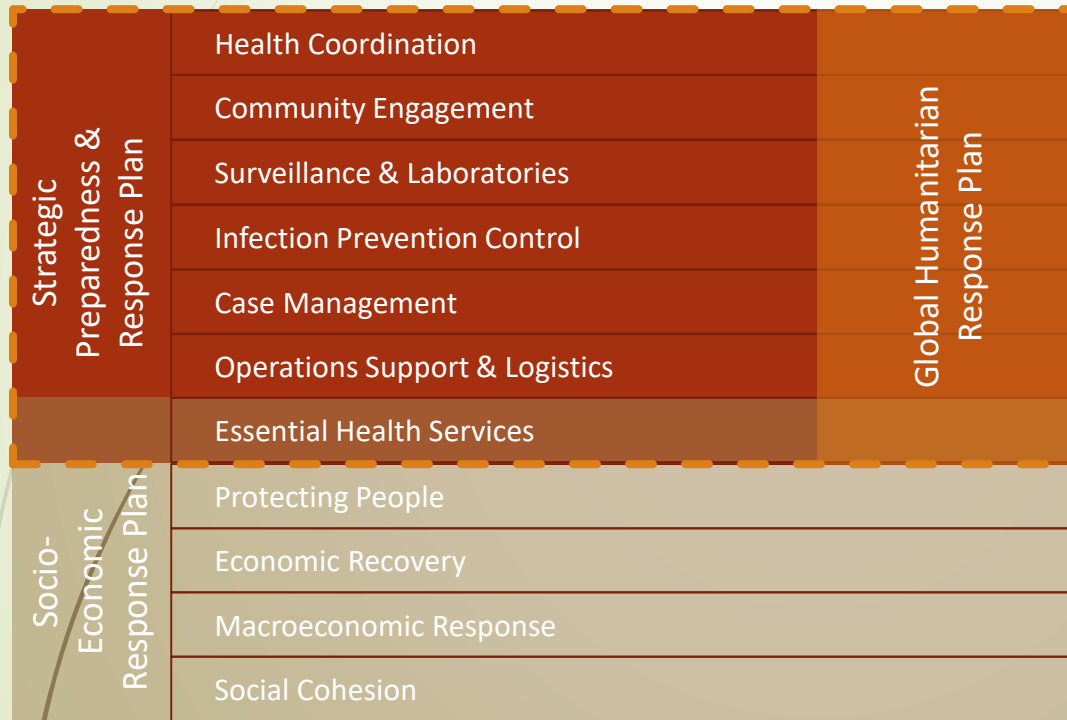 Strategic
Preparedness &
Response Plan
Health Coordination
Community Engagement
Surveillance & Laboratories
Infection Prevention Control
Case Management
Operations Support & Logistics
Essential Health Services
Global Humanitarian
Response Plan
Socio-
Economic
Response Plan
Protecting People
Economic Recovery
Macroeconomic Response
Social Cohesion